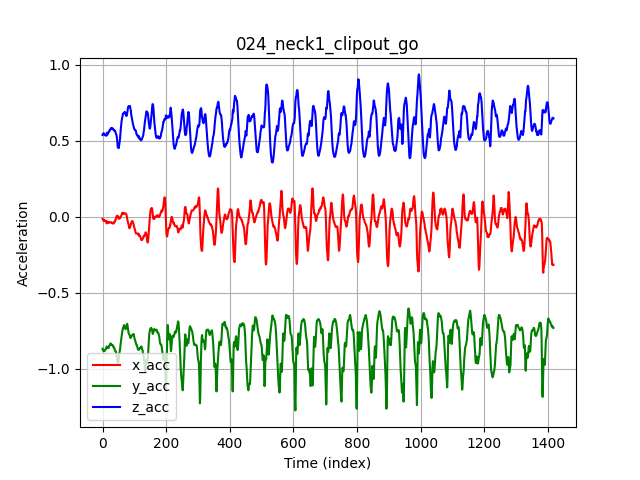 024_neck1_clipout_go
1.0
0.5
0.0
−0.5
−1.0
Acceleration
x_acc
y_acc
z_acc
0 200 400 600 800 1000 1200 1400
Time (index)